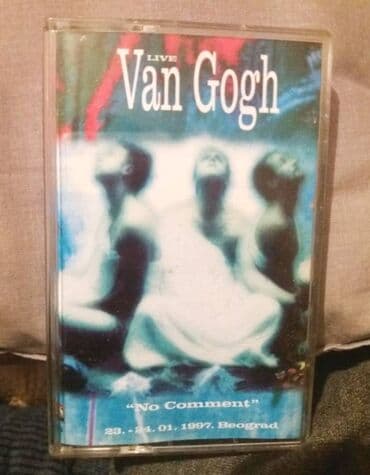 LIVE
Van Gogh
"No Comment"
23. - 24. 01. 1997. Beograd